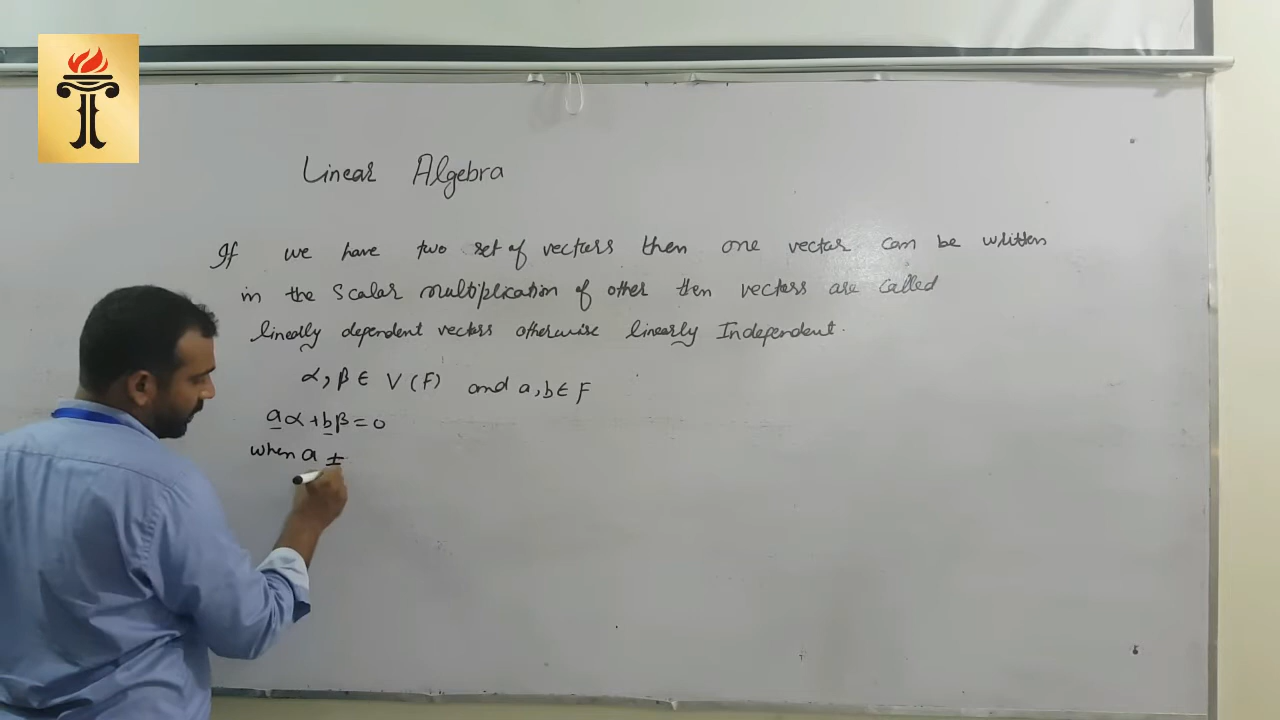 Linear Algebra
If we have two set of vectors then one vector can be written
in the scalar multiplication of other then vectors are called
linearly dependent vectors otherwise linearly Independent.
α, β ∈ V(F) and a, b ∈ F
aα + bβ = 0
when a ±